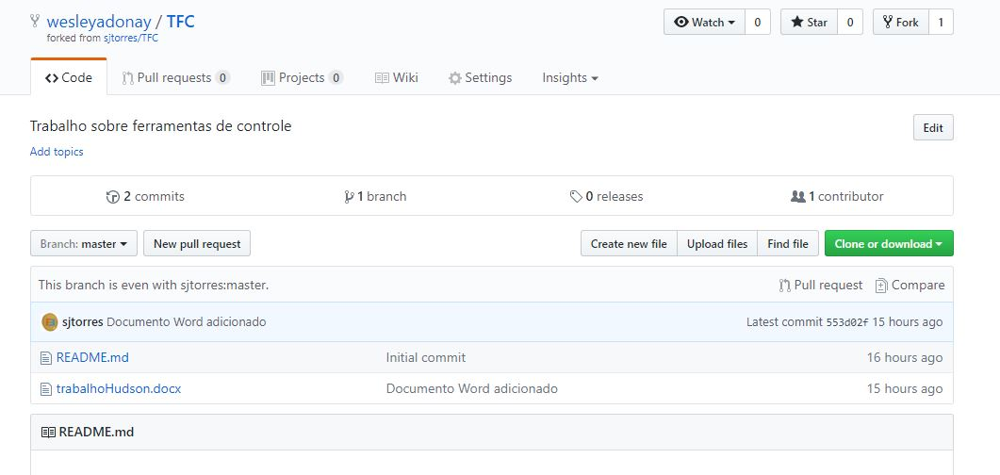 wesleyadonay / TFC
forked from sjtorres/TFC
Watch 0 Star 0 Fork 1
Code Pull requests 0 Projects 0 Wiki Settings Insights
Trabalho sobre ferramentas de controle
Edit
Add topics
2 commits 1 branch 0 releases 1 contributor
Branch: master New pull request Create new file Upload files Find file Clone or download
This branch is even with sjtorres:master. Pull request Compare
sjtorres Documento Word adicionado Latest commit 553d02f 15 hours ago
README.md Initial commit 16 hours ago
trabalhoHudson.docx Documento Word adicionado 15 hours ago
README.md